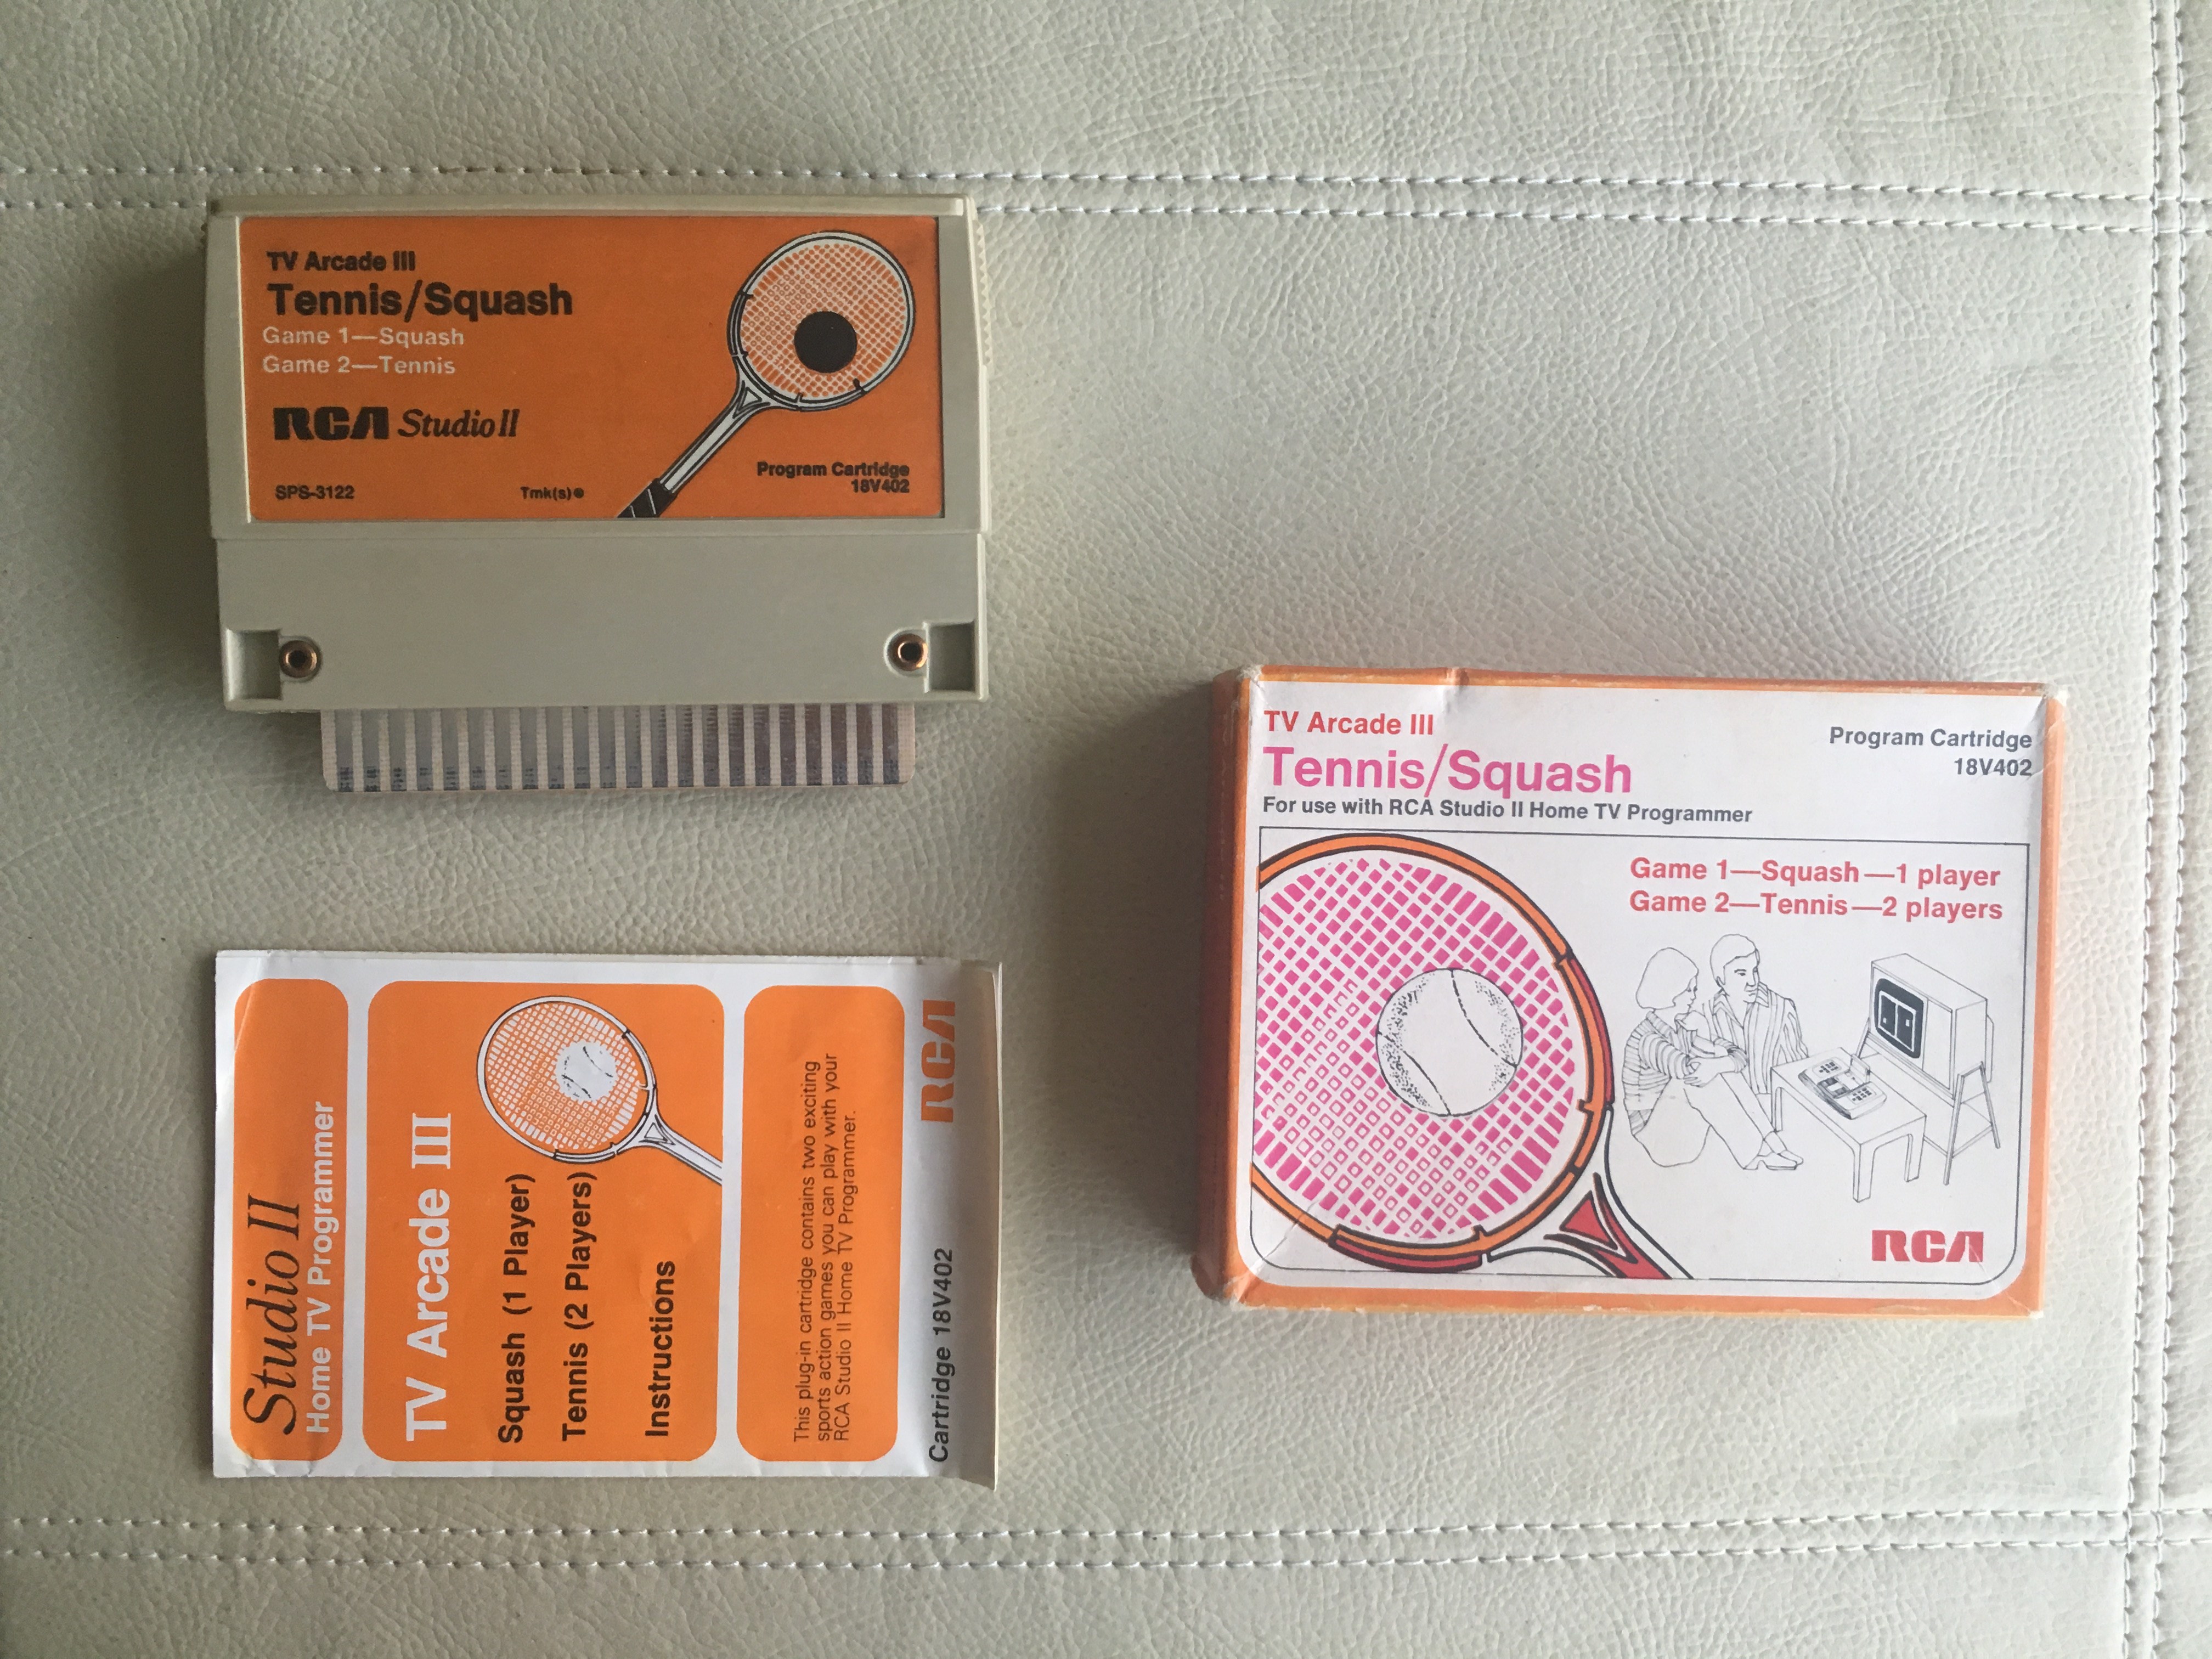 TV Arcade III
Tennis/Squash
Game 1—Squash
Game 2—Tennis
RCA Studio II
SPS-3122
Tmk(s)®
Program Cartridge
18V402
Studio II
Home TV Programmer
TV Arcade III
Squash (1 Player)
Tennis (2 Players)
Instructions
This plug-in cartridge contains two exciting
sports action games you can play with your
RCA Studio II Home TV Programmer.
Cartridge 18V402
RCA
TV Arcade III
Tennis/Squash
For use with RCA Studio II Home TV Programmer
Program Cartridge
18V402
Game 1—Squash—1 player
Game 2—Tennis—2 players
RCA